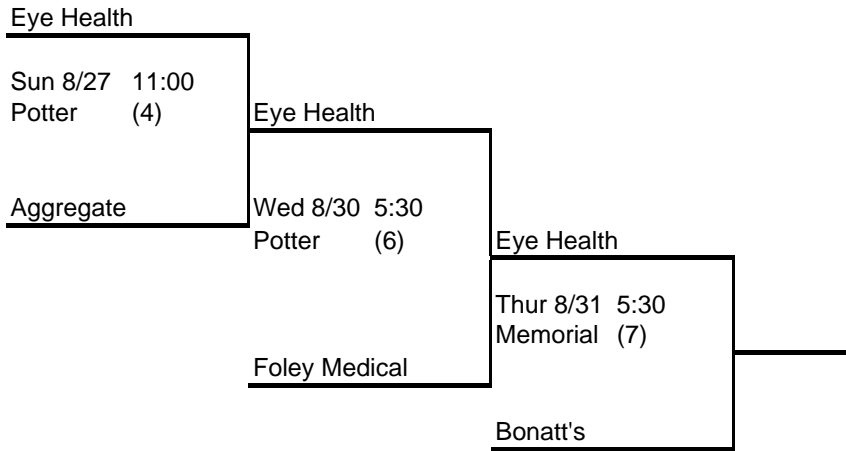 Eye Health
Sun 8/27 11:00
Potter (4)
Eye Health
Aggregate
Wed 8/30 5:30
Potter (6)
Eye Health
Thur 8/31 5:30
Memorial (7)
Foley Medical
Bonatt's